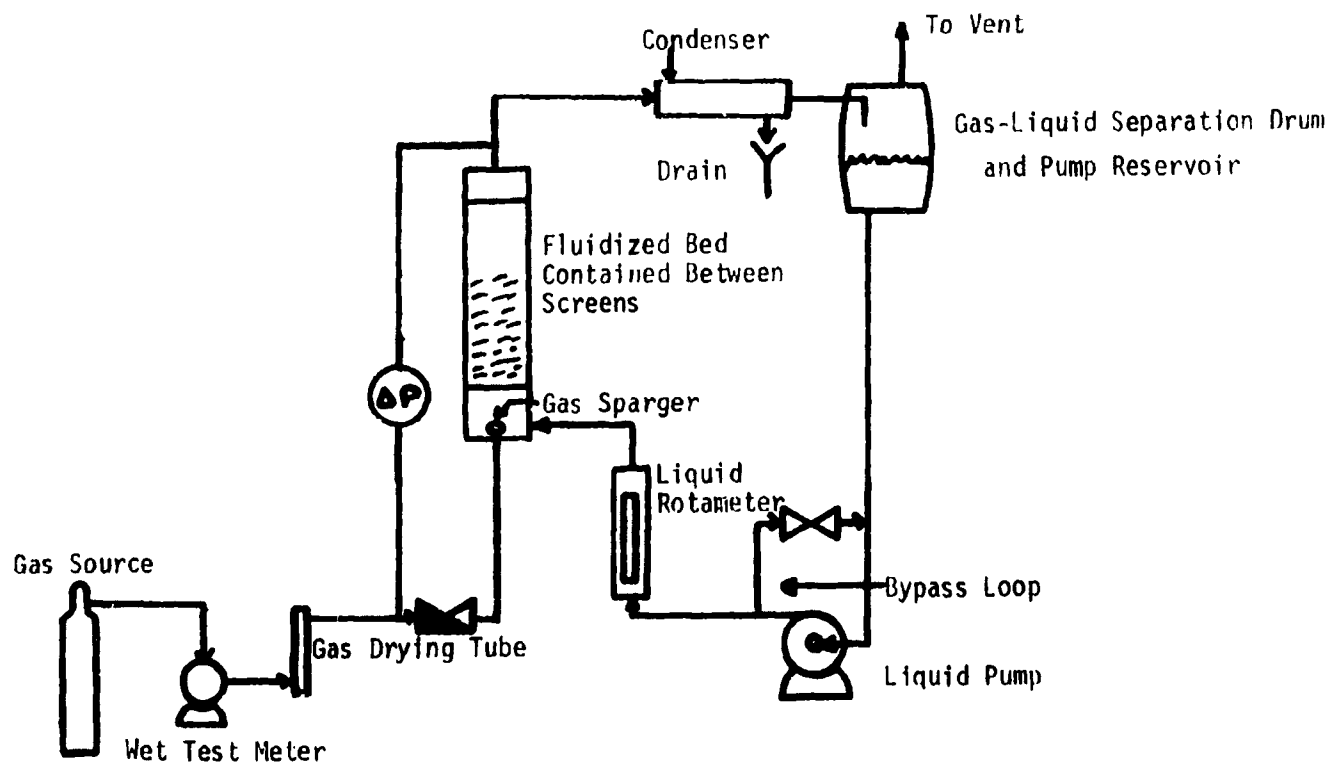 To Vent
Condenser
Gas-Liquid Separation Drum
and Pump Reservoir
Drain
Fluidized Bed
Contained Between
Screens
ΔP
Gas Sparger
Liquid
Rotameter
Gas Source
Bypass Loop
Gas Drying Tube
Liquid Pump
Wet Test Meter